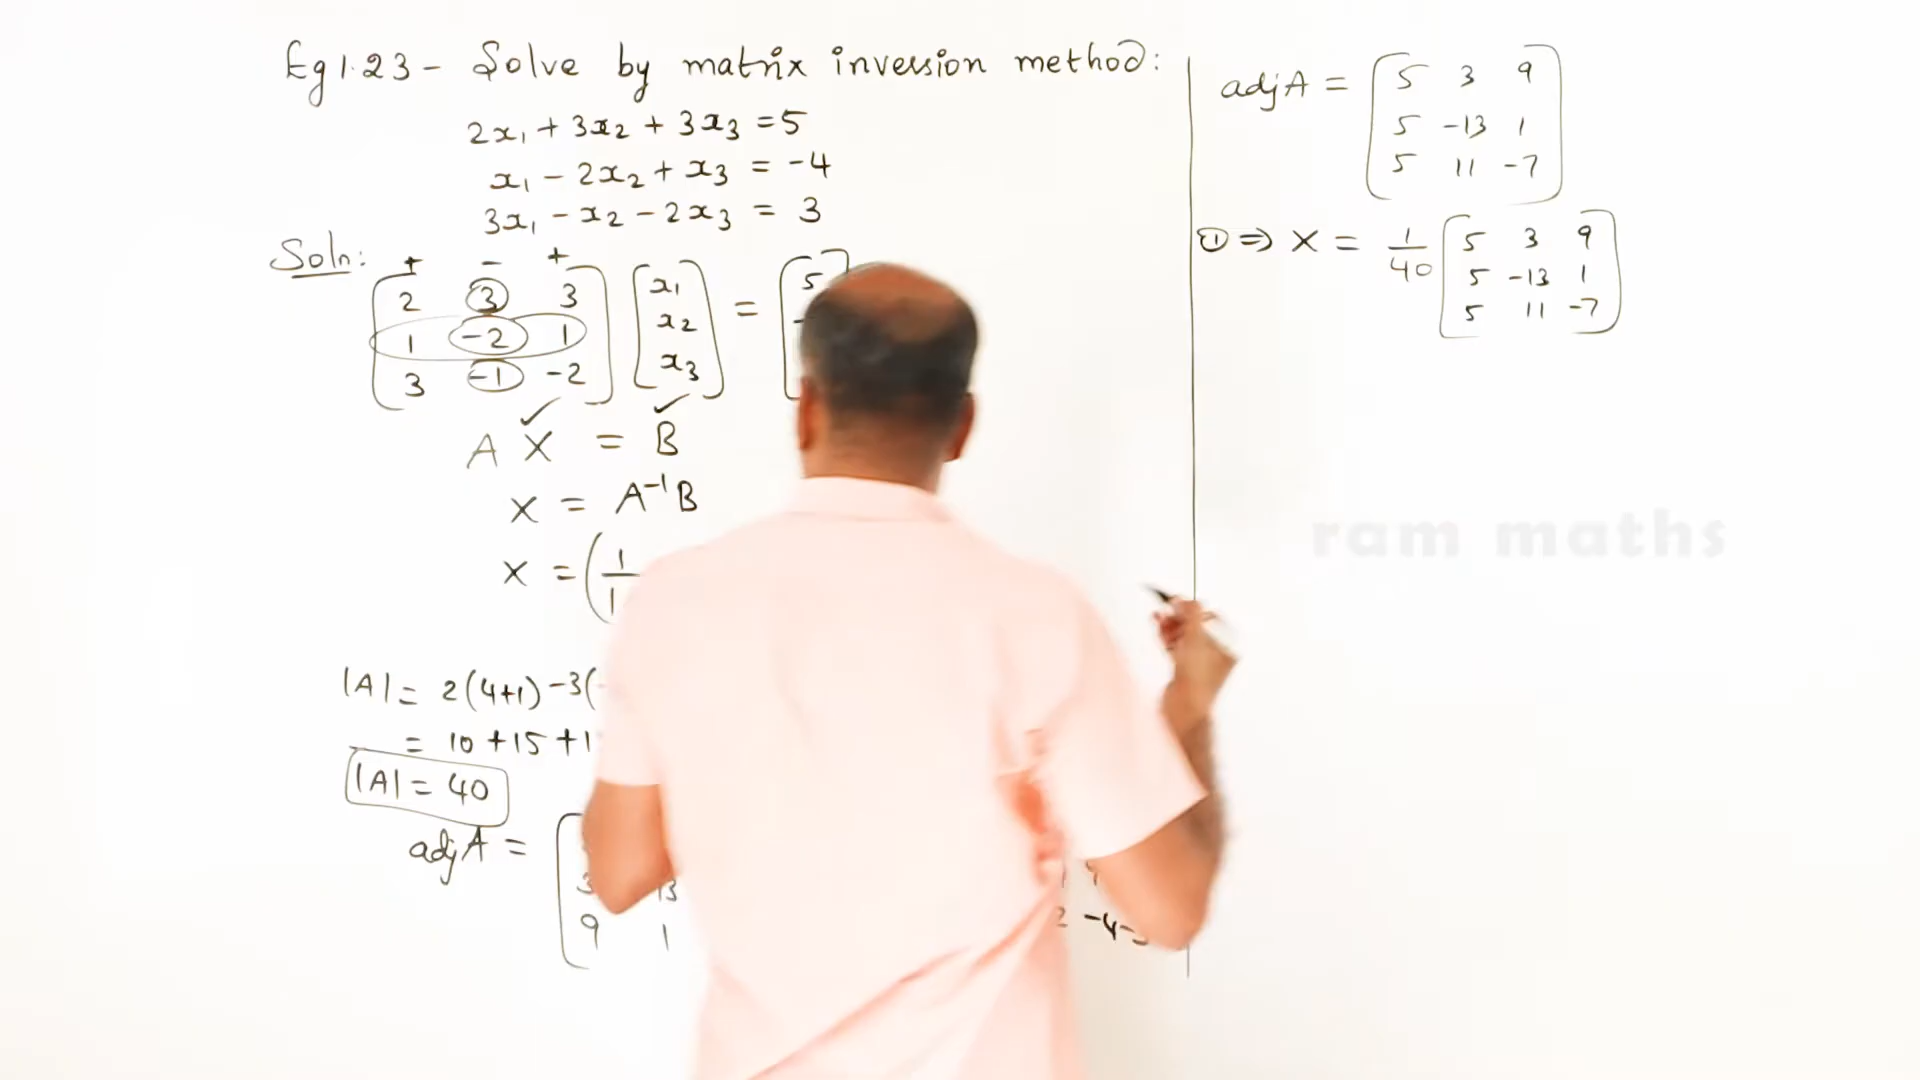 Eg 1.23 - Solve by matrix inversion method:
2x₁ + 3x₂ + 3x₃ = 5
x₁ - 2x₂ + x₃ = -4
3x₁ - x₂ - 2x₃ = 3
Soln:
+ - +
2 3 3 x₁ = 5
1 -2 1 x₂
3 -1 -2 x₃
A X = B
X = A⁻¹B
X = (1
|A| = 2(4+1) -3(
= 10 + 15 + 1
|A| = 40
adj A =
9 1
2 -4-
adj A = 5 3 9
5 -13 1
5 11 -7
① ⇒ X = 1/40 5 3 9
5 -13 1
5 11 -7
ram maths